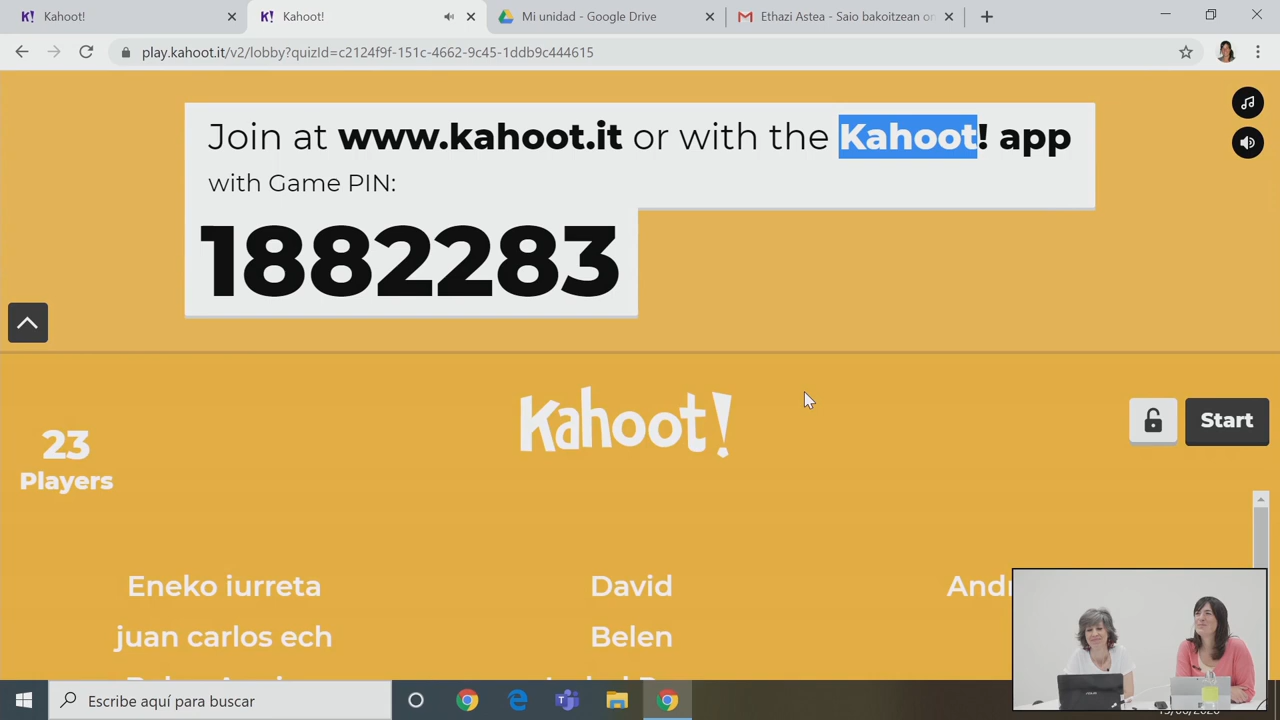 Kahoot!
Kahoot!
Mi unidad - Google Drive
Ethazi Astea - Saio bakoitzean or
play.kahoot.it/v2/lobby?quizId=c2124f9f-151c-4662-9c45-1ddb9c444615
Join at www.kahoot.it or with the Kahoot! app
with Game PIN:
1882283
Kahoot!
Start
23
Players
Eneko iurreta
David
juan carlos ech
Belen
Escribe aquí para buscar